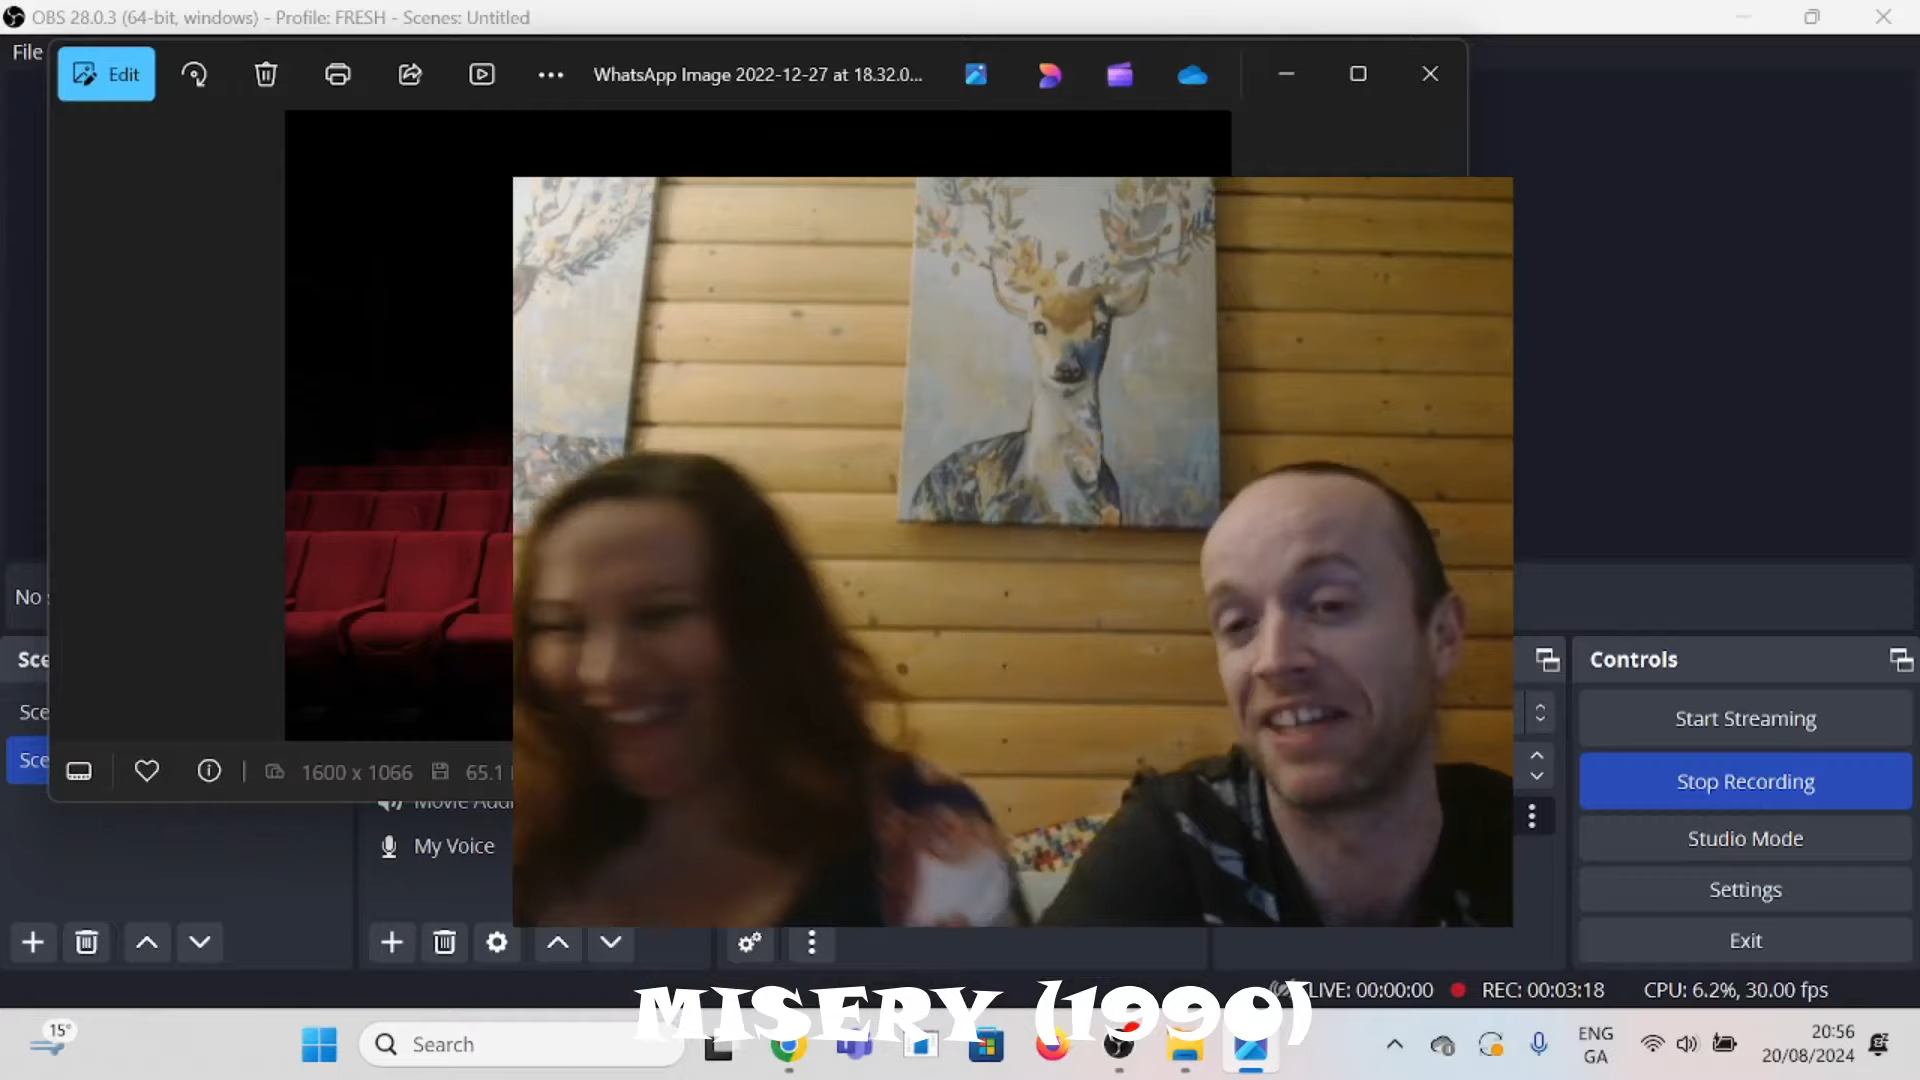 OBS 28.0.3 (64-bit, windows) - Profile: FRESH - Scenes: Untitled
File
Edit
WhatsApp Image 2022-12-27 at 18.32.0...
No
Sce
Controls
Sce
Start Streaming
Sce
1600 x 1066
65.1
Stop Recording
My Voice
Studio Mode
Settings
Exit
LIVE: 00:00:00
REC: 00:03:18
CPU: 6.2%, 30.00 fps
MISERY (1990)
15°
Search
ENG
GA
20:56
20/08/2024